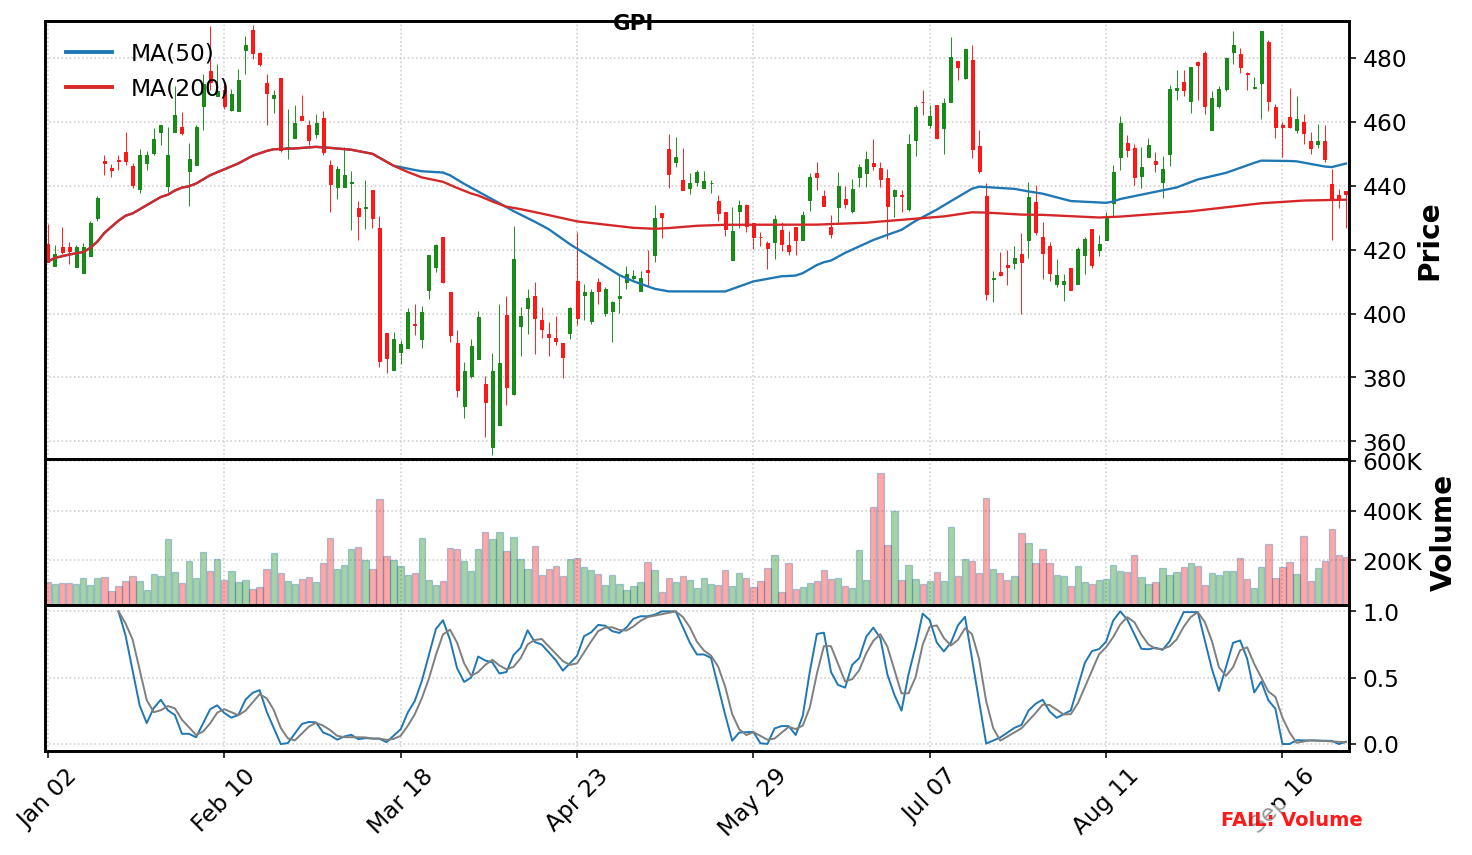 GPI
MA(50)
MA(200)
480
460
440
420
400
380
360
Price
600K
400K
200K
Volume
1.0
0.5
0.0
Jan 02
Feb 10
Mar 18
Apr 23
May 29
Jul 07
Aug 11
Sep 16
FAIL: Volume